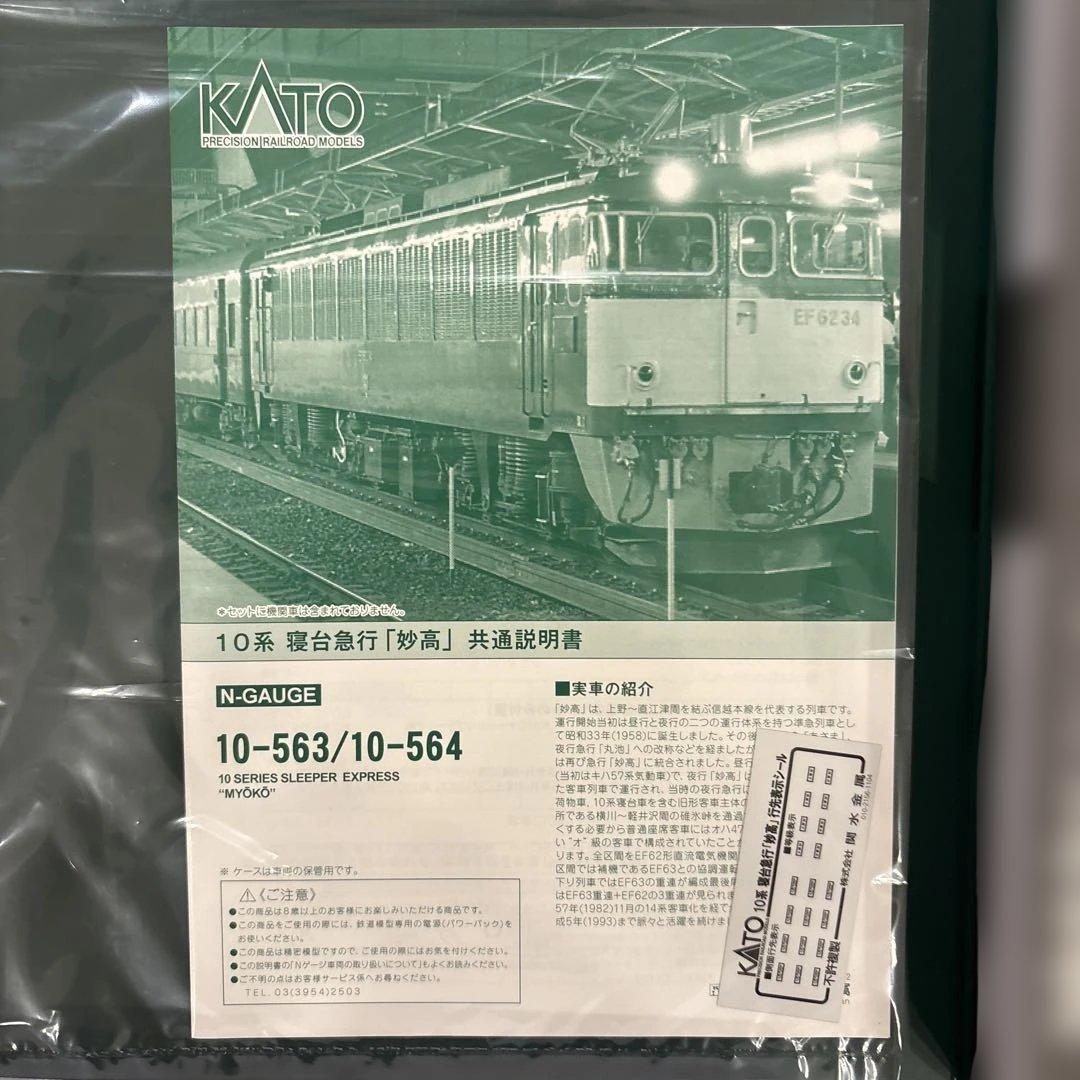 KATO
PRECISION RAILROAD MODELS
EF62 34
*セットに機関車は含まれておりません。
10系 寝台急行「妙高」 共通説明書
N-GAUGE
10-563/10-564
10 SERIES SLEEPER EXPRESS
“MYŌKŌ”
※ ケースは車両の保管用です。
⚠《ご注意》
●この商品は8歳以上のお客様にお楽しみいただける商品です。
●この商品をご使用の際には、鉄道模型専用の電源(パワーパック)を
お使いください。
●この商品は精密模型ですので、ご使用の際にはお気を付けください。
●この説明書の「Nゲージ車両の取り扱いについて」もよくお読みください。
●ご不明の点はお客様サービス係へお尋ねください。
TEL. 03(3954)2503
■実車の紹介
「妙高」は、上野～直江津間を結ぶ信越本線を代表する列車です。
運行開始当初は昼行と夜行の二つの運行体系を持つ準急列車とし
て昭和33年(1958)に誕生しました。その後
夜行急行「丸池」への改称などを経ましたが
は再び急行「妙高」に統合されました。昼行
(当初はキハ57系気動車)で、夜行「妙高」は
た客車列車で運行され、当時の夜行急行に
荷物車、10系寝台車を含む旧形客車主体の
所である横川～軽井沢間の碓氷峠を通過
くする必要から普通座席客車にはオハ47
い“オ”級の客車で構成されていたことか
ります。全区間をEF62形直流電気機関
区間では補機であるEF63との協調運転
下り列車ではEF63の重連が編成最後尾
はEF63重連+EF62の3重連が見られま
57年(1982)11月の14系客車化を経て
成5年(1993)まで脈々と活躍を続けま
KATO 10系 寝台急行「妙高」行先表示シール
PRECISION RAILROAD MODELS
■側面行先表示
■等級表示
不許複製
株式会社 関水金属
010-2156-1104